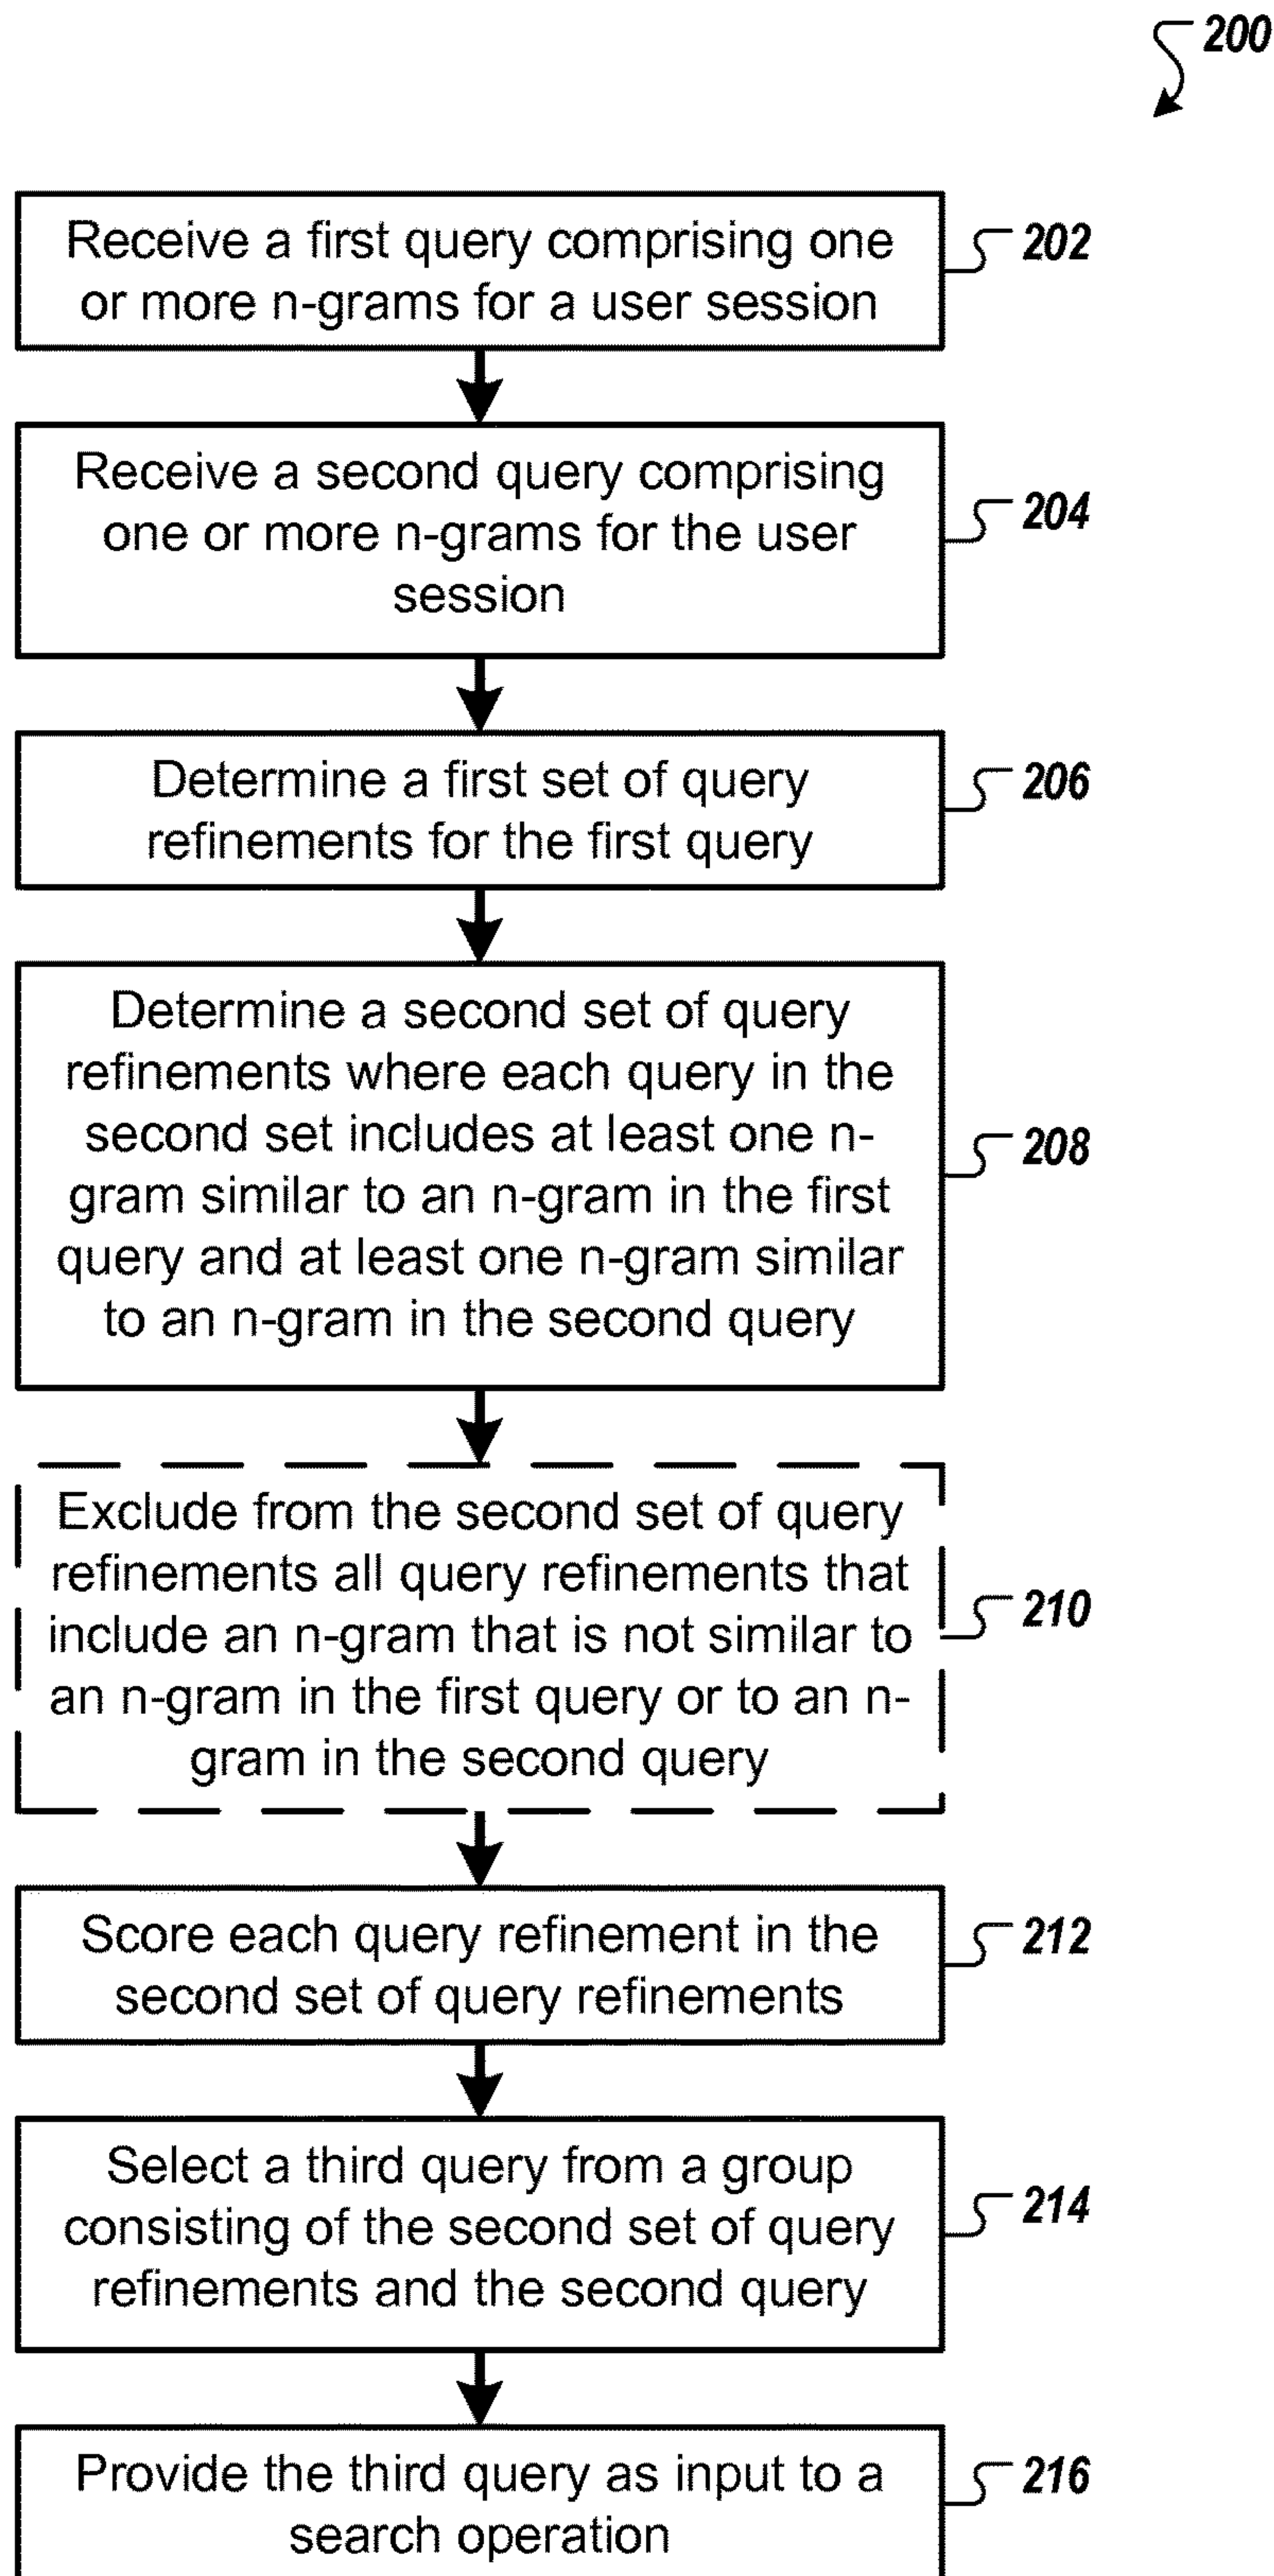 200
Receive a first query comprising one
or more n-grams for a user session
202
Receive a second query comprising
one or more n-grams for the user
session
204
Determine a first set of query
refinements for the first query
206
Determine a second set of query
refinements where each query in the
second set includes at least one n-
gram similar to an n-gram in the first
query and at least one n-gram similar
to an n-gram in the second query
208
Exclude from the second set of query
refinements all query refinements that
include an n-gram that is not similar to
an n-gram in the first query or to an n-
gram in the second query
210
Score each query refinement in the
second set of query refinements
212
Select a third query from a group
consisting of the second set of query
refinements and the second query
214
Provide the third query as input to a
search operation
216